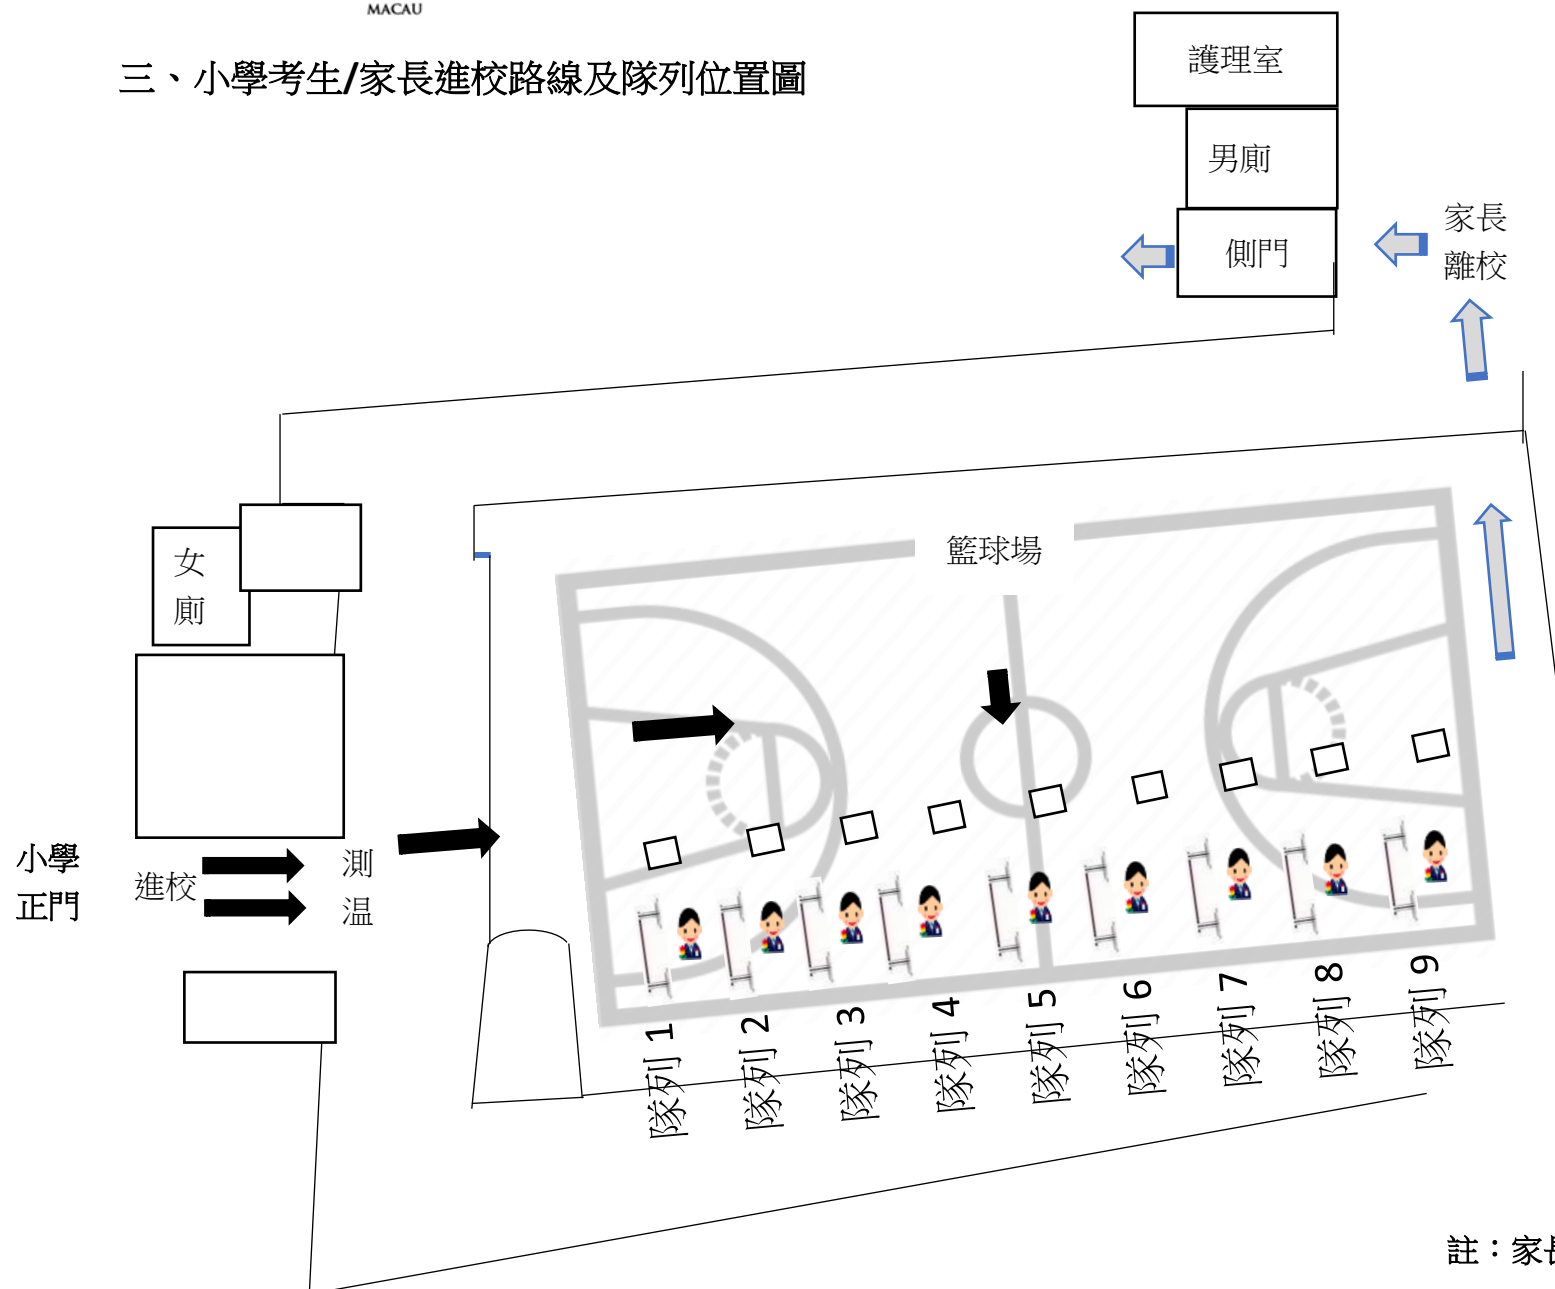 MACAU
三、小學考生/家長進校路線及隊列位置圖
護理室
男廁
側門
家長
離校
籃球場
女
廁
小學
正門
進校
測
温
隊列 1
隊列 2
隊列 3
隊列 4
隊列 5
隊列 6
隊列 7
隊列 8
隊列 9
註：家長